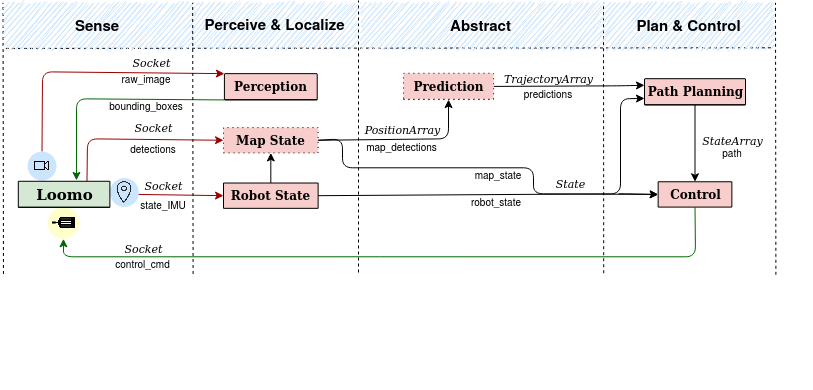 Sense
Perceive & Localize
Abstract
Plan & Control
Socket
raw_image
Perception
Prediction
TrajectoryArray
predictions
Path Planning
bounding_boxes
Socket
detections
Map State
PositionArray
map_detections
StateArray
path
map_state
Loomo
Socket
state_IMU
Robot State
State
robot_state
Control
Socket
control_cmd